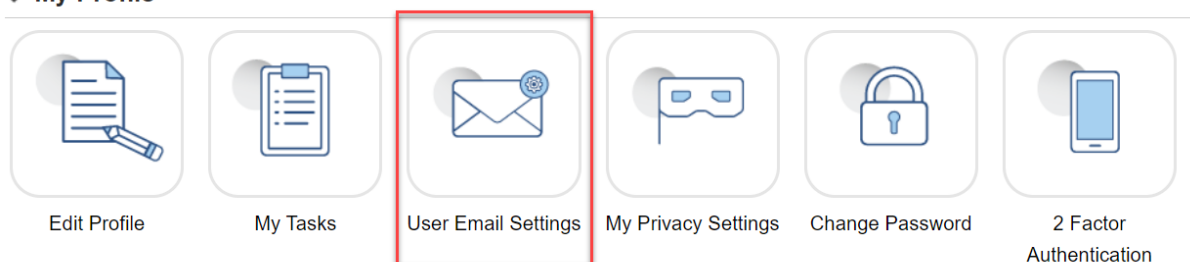 My Profile
Edit Profile
My Tasks
User Email Settings
My Privacy Settings
Change Password
2 Factor
Authentication